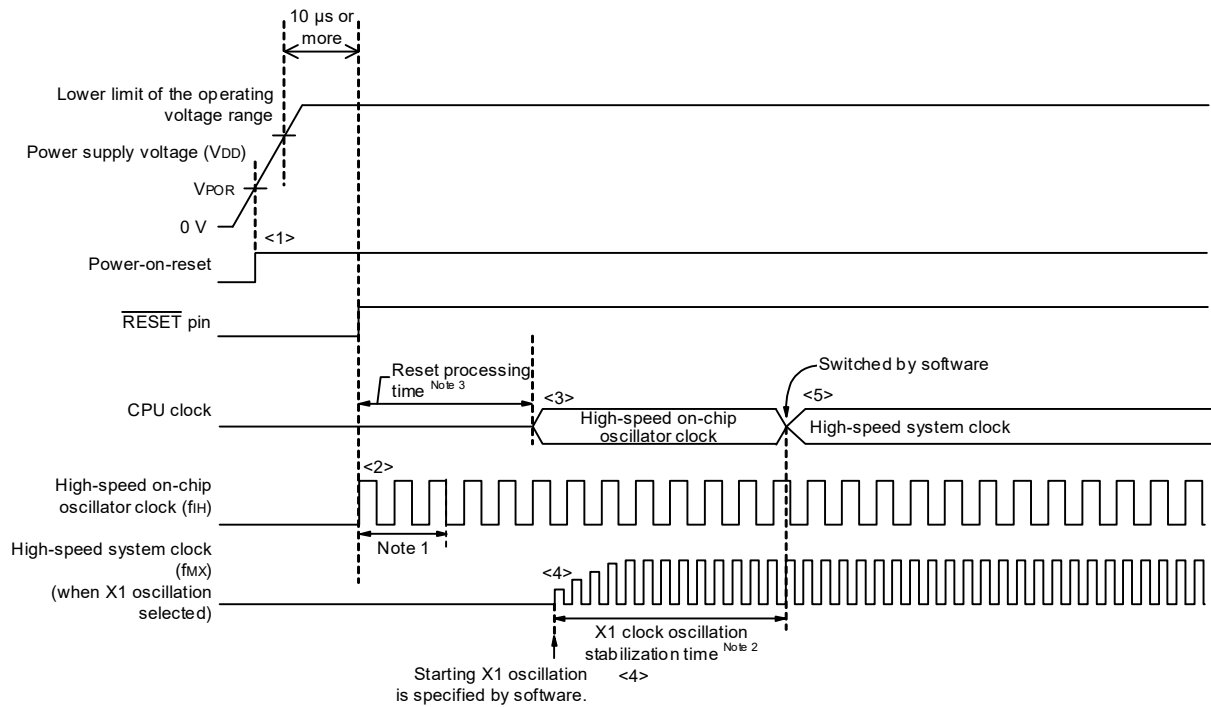 10 µs or
more
Lower limit of the operating
voltage range
Power supply voltage (VDD)
VPOR
0 V
<1>
Power-on-reset
RESET pin
Reset processing
time Note 3
Switched by software
CPU clock
<3>
High-speed on-chip
oscillator clock
<5>
High-speed system clock
<2>
High-speed on-chip
oscillator clock (fIH)
Note 1
High-speed system clock
(fMX)
(when X1 oscillation
selected)
<4>
X1 clock oscillation
stabilization time Note 2
<4>
Starting X1 oscillation
is specified by software.